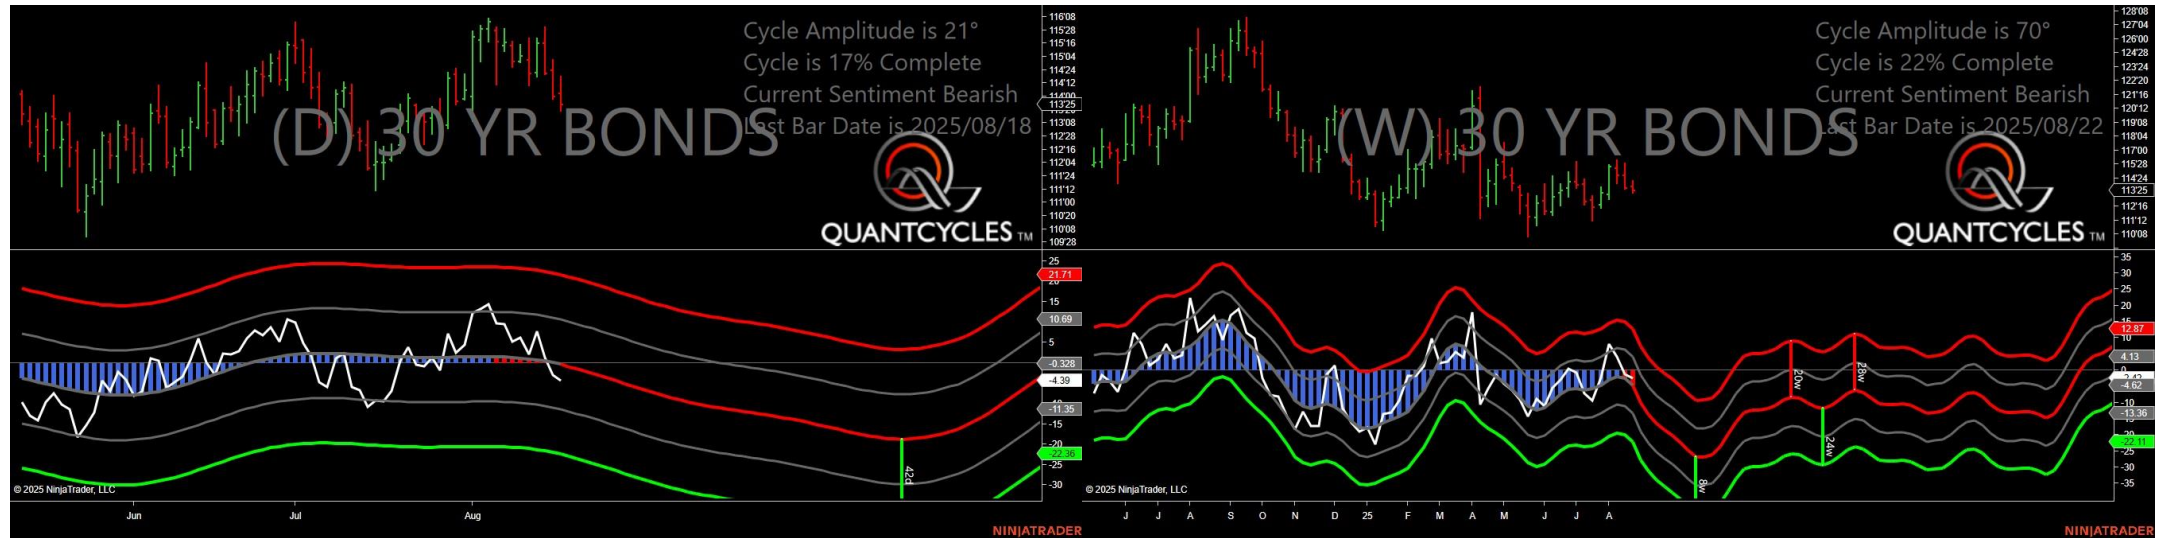 (D) 30 YR BONDS
Cycle Amplitude is 21°
Cycle is 17% Complete
Current Sentiment Bearish
Last Bar Date is 2025/08/18
QUANTCYCLES TM
116'08
115'28
115'16
115'04
114'24
114'12
114'00
11325
113'08
112'28
112'16
112'04
111'24
111'12
111'00
110'20
110'08
109'28
25
21.71
20
15
10.69
5
-0.328
-4.39
-11.35
-15
-20
-22.36
-25
-30
42d
© 2025 NinjaTrader, LLC
Jun
Jul
Aug
NINJATRADER
(W) 30 YR BONDS
Cycle Amplitude is 70°
Cycle is 22% Complete
Current Sentiment Bearish
Last Bar Date is 2025/08/22
QUANTCYCLES TM
128'08
127'04
126'00
124'28
123'24
122'20
121'16
120'12
119'08
118'04
117'00
115'28
114'24
113'25
112'16
111'12
110'08
35
30
25
20
15
12.87
10
4.13
0
-4.62
-10
-13.36
-22.11
-25
-30
-35
20w
28w
24w
8w
© 2025 NinjaTrader, LLC
J
J
A
S
O
N
D
25
F
M
A
M
J
J
A
NINJATRADER